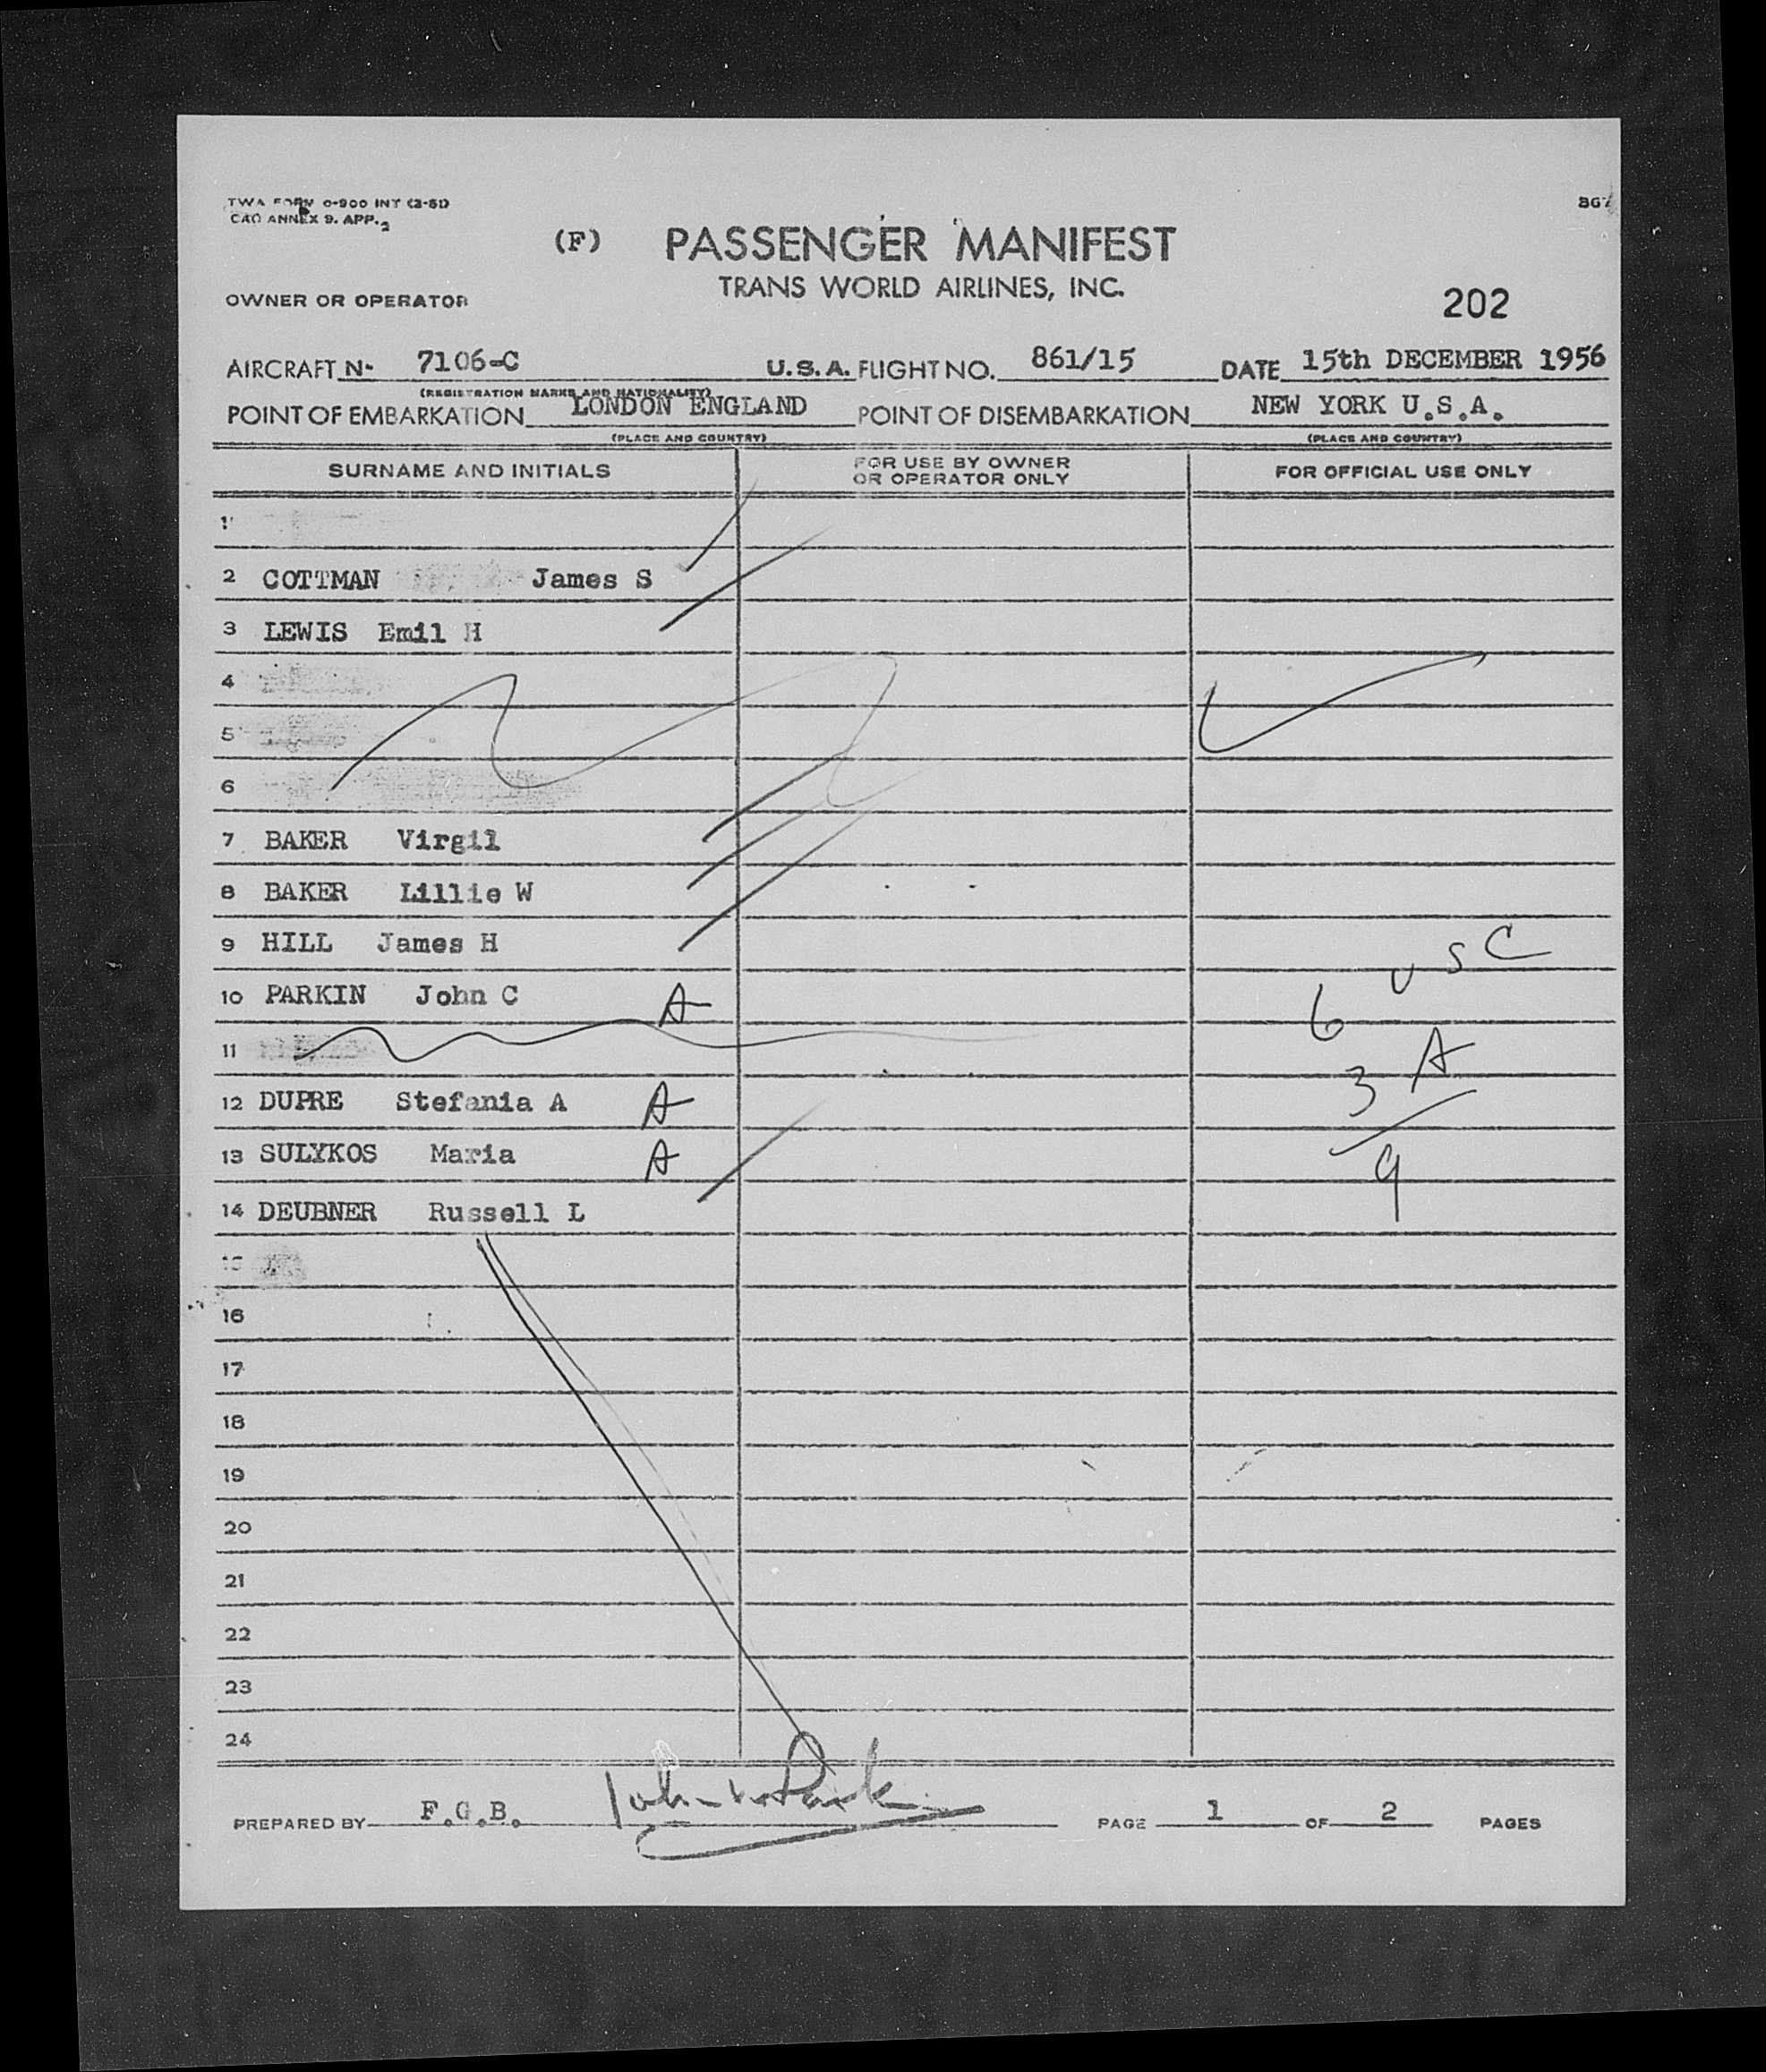 TWA FORM 0-900 INT (3-51)
CAO ANNEX 9. APP. 2
(F) PASSENGER MANIFEST
TRANS WORLD AIRLINES, INC.
OWNER OR OPERATOR
202
AIRCRAFT N- 7106-C U.S.A. FLIGHT NO. 861/15 DATE 15th DECEMBER 1956
(REGISTRATION MARKS AND NATIONALITY)
POINT OF EMBARKATION LONDON ENGLAND POINT OF DISEMBARKATION NEW YORK U.S.A.
(PLACE AND COUNTRY) (PLACE AND COUNTRY)
SURNAME AND INITIALS FOR USE BY OWNER OR OPERATOR ONLY FOR OFFICIAL USE ONLY
1
2 COTTMAN James S
3 LEWIS Emil H
4
5
6
7 BAKER Virgil
8 BAKER Lillie W
9 HILL James H
10 PARKIN John C A 6 USC
11
12 DUPRE Stefania A A 3 A
13 SULYKOS Maria A 9
14 DEUBNER Russell L
15
16
17
18
19
20
21
22
23
24
PREPARED BY F.G.B. PAGE 1 OF 2 PAGES